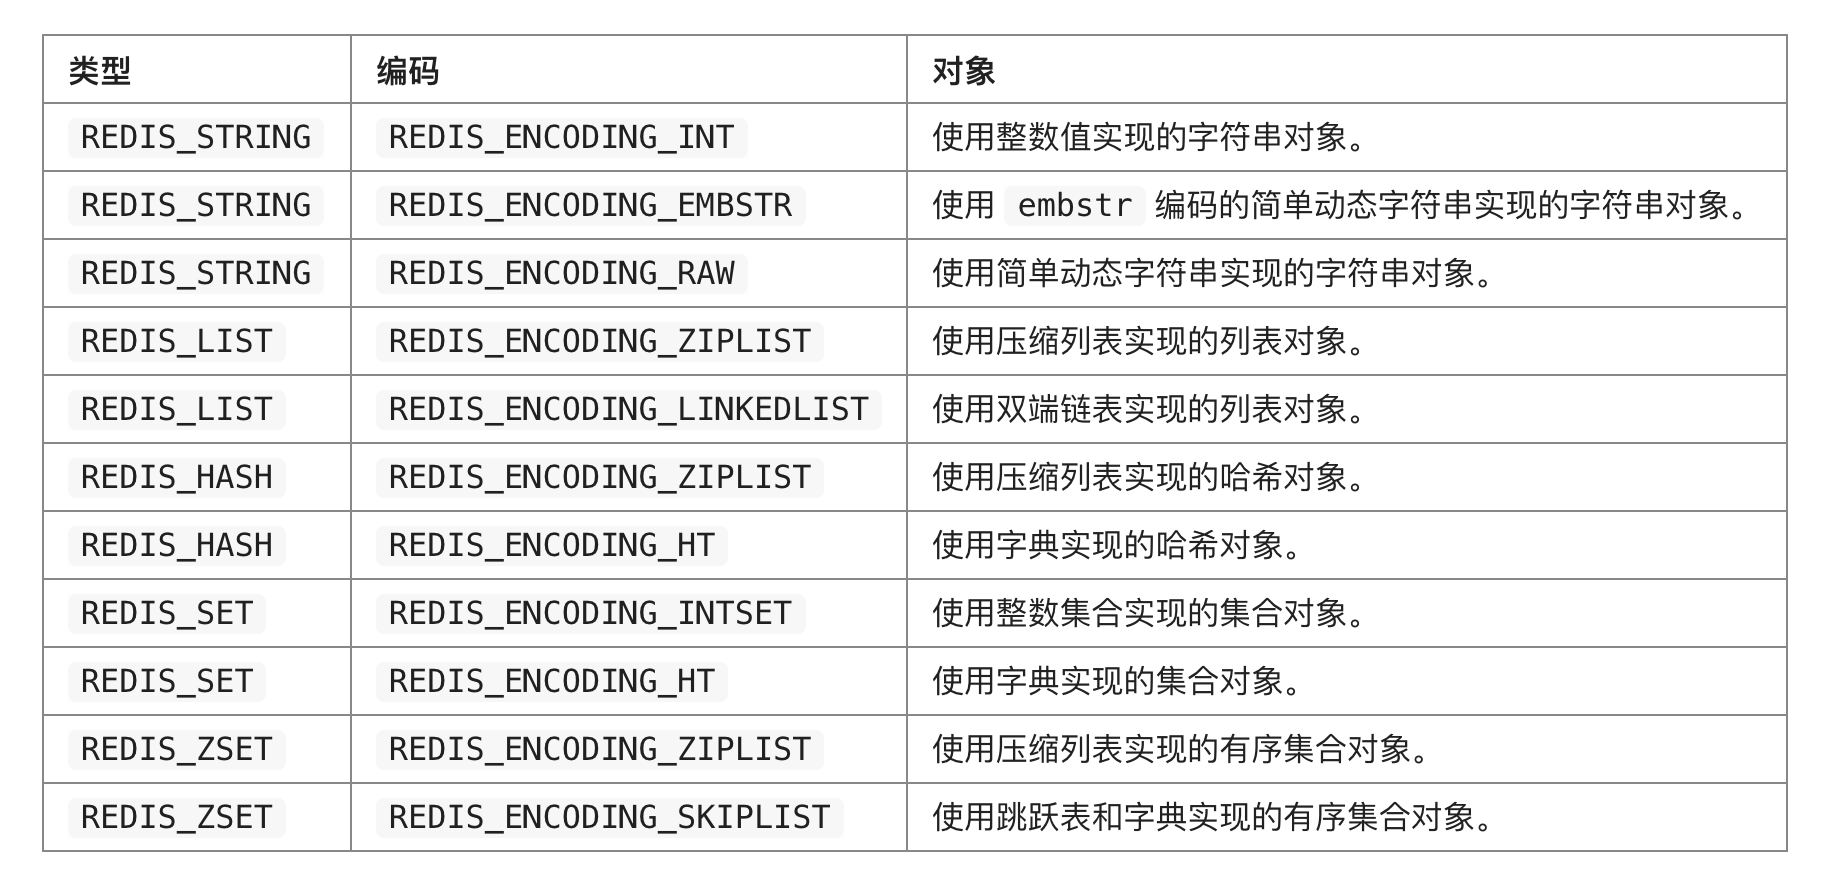 类型 编码 对象
REDIS_STRING REDIS_ENCODING_INT 使用整数值实现的字符串对象。
REDIS_STRING REDIS_ENCODING_EMBSTR 使用 embstr 编码的简单动态字符串实现的字符串对象。
REDIS_STRING REDIS_ENCODING_RAW 使用简单动态字符串实现的字符串对象。
REDIS_LIST REDIS_ENCODING_ZIPLIST 使用压缩列表实现的列表对象。
REDIS_LIST REDIS_ENCODING_LINKEDLIST 使用双端链表实现的列表对象。
REDIS_HASH REDIS_ENCODING_ZIPLIST 使用压缩列表实现的哈希对象。
REDIS_HASH REDIS_ENCODING_HT 使用字典实现的哈希对象。
REDIS_SET REDIS_ENCODING_INTSET 使用整数集合实现的集合对象。
REDIS_SET REDIS_ENCODING_HT 使用字典实现的集合对象。
REDIS_ZSET REDIS_ENCODING_ZIPLIST 使用压缩列表实现的有序集合对象。
REDIS_ZSET REDIS_ENCODING_SKIPLIST 使用跳跃表和字典实现的有序集合对象。